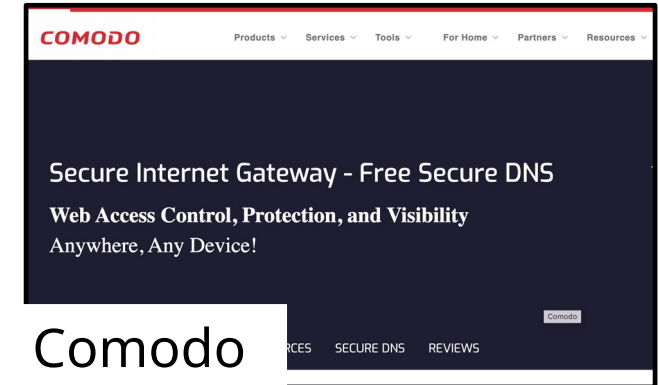 COMODO Products Services Tools For Home Partners Resources
Secure Internet Gateway - Free Secure DNS
Web Access Control, Protection, and Visibility
Anywhere, Any Device!
Comodo
SECURE DNS REVIEWS
Comodo